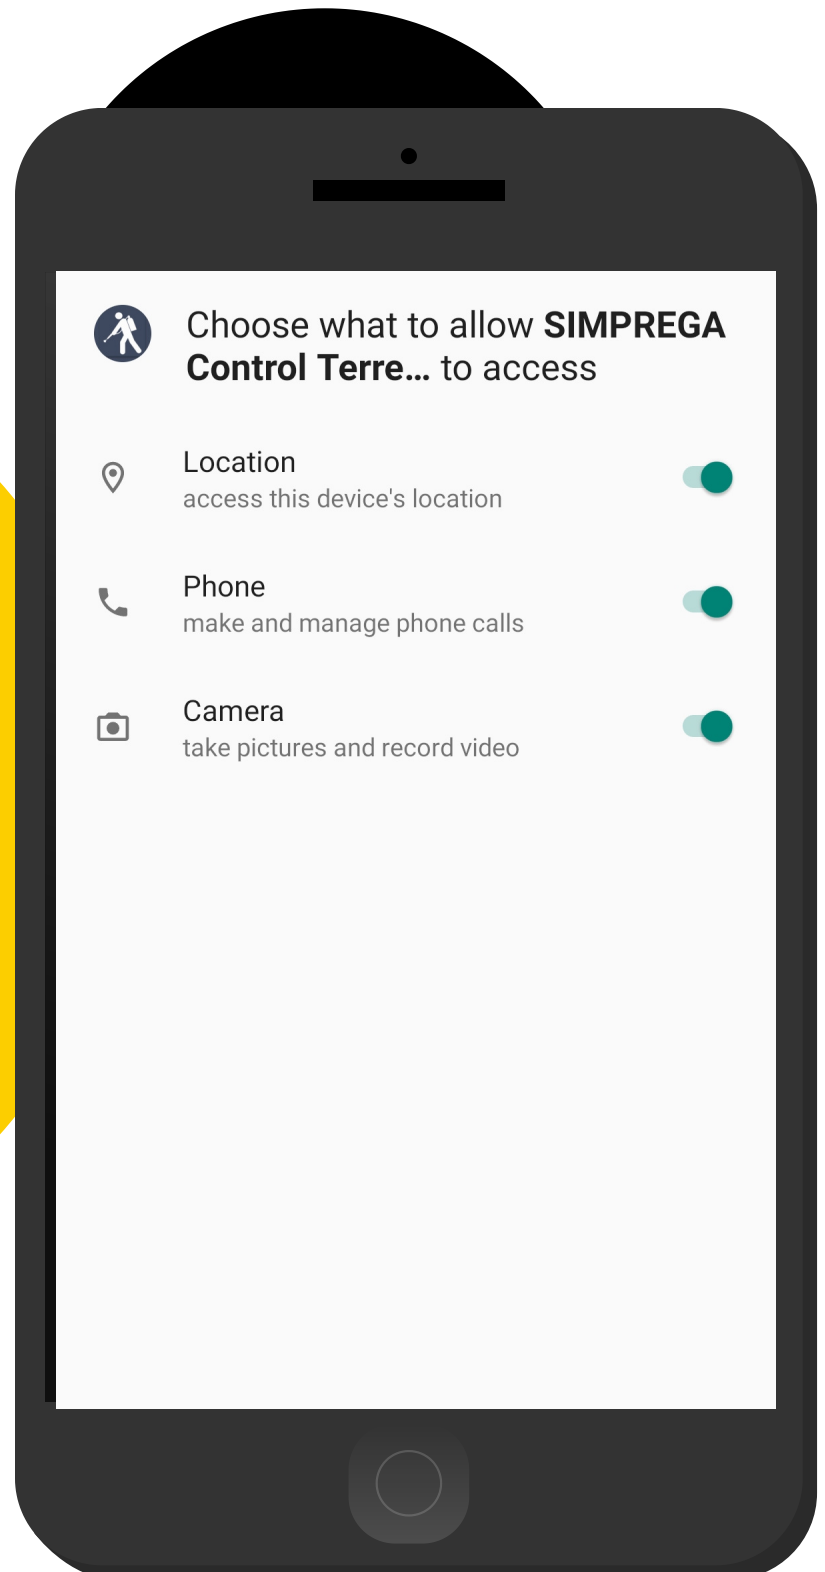 Choose what to allow SIMPREGA
Control Terre... to access
Location
access this device's location
Phone
make and manage phone calls
Camera
take pictures and record video